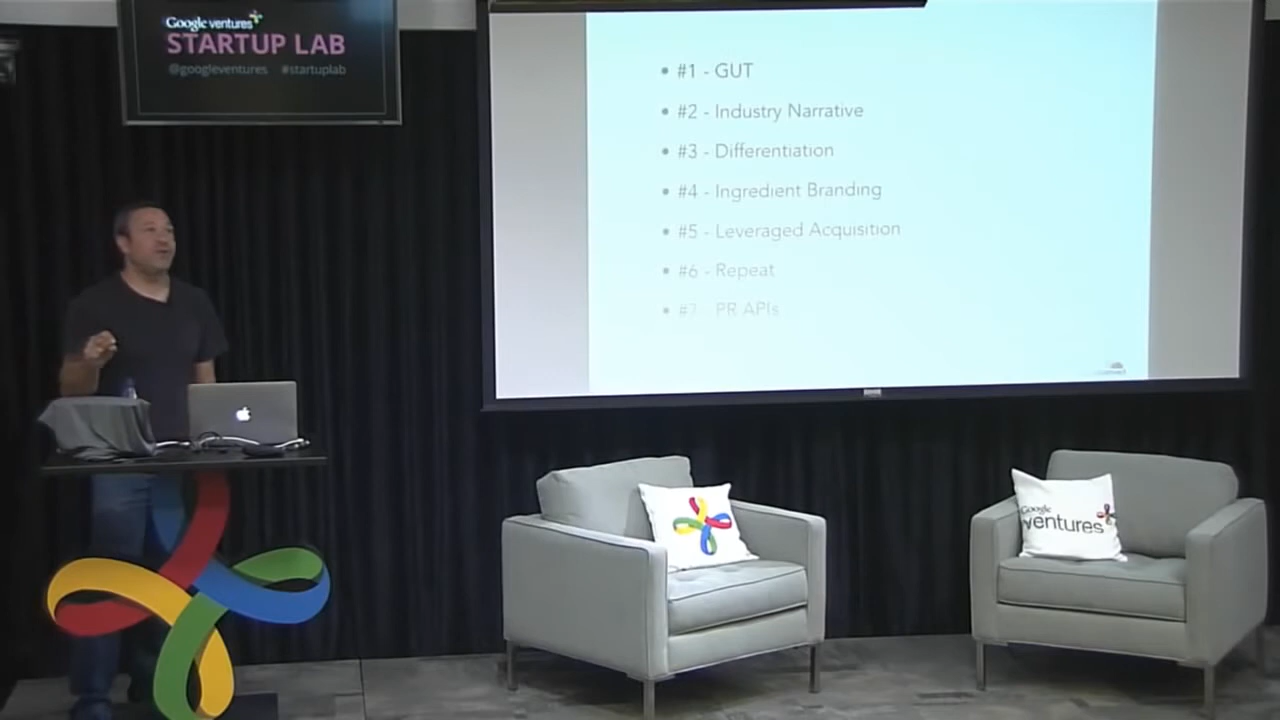 Google ventures
STARTUP LAB
@googleventures #startuplab
• #1 - GUT
• #2 - Industry Narrative
• #3 - Differentiation
• #4 - Ingredient Branding
• #5 - Leveraged Acquisition
• #6 - Repeat
• #7 - PR APIs
Google
ventures